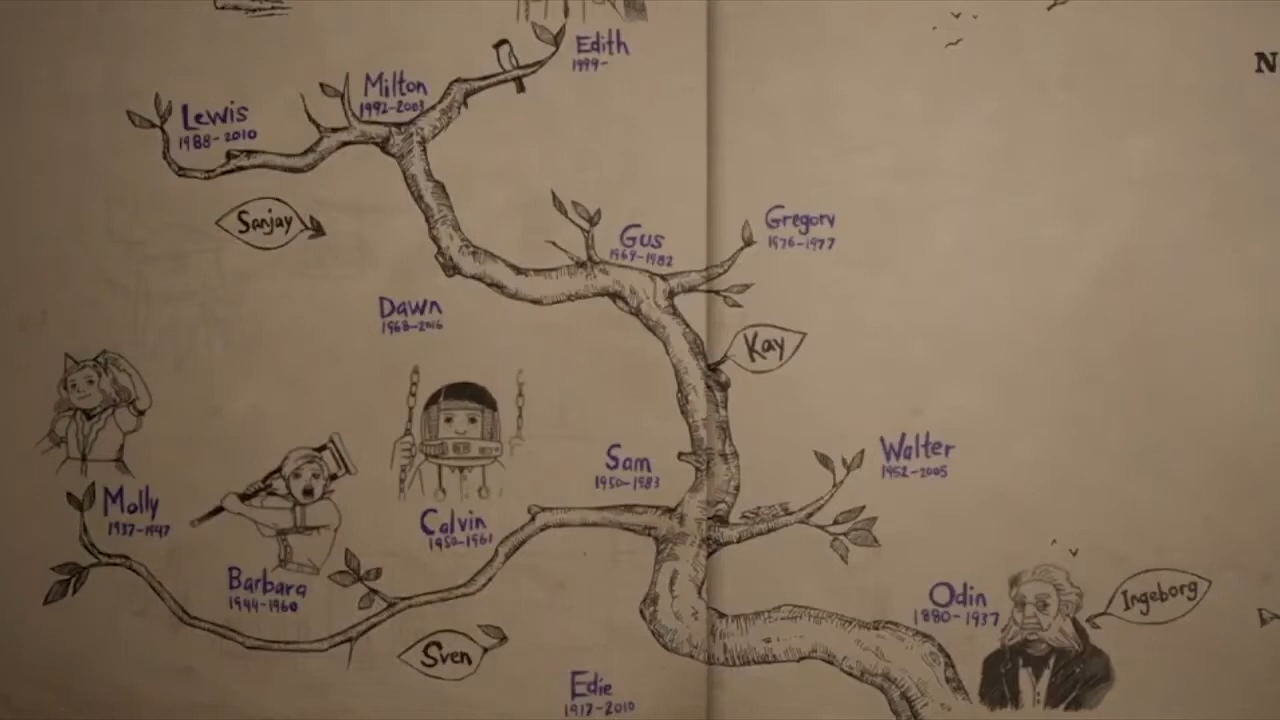 Edith
1999-
Milton
1992-2003
Lewis
1988-2010
Sanjay
Gus
1969-1982
Gregory
1976-1977
Dawn
1968-2016
Kay
Walter
1952-2005
Sam
1950-1983
Molly
1937-1947
Calvin
1950-1961
Barbara
1944-1960
Odin
1880-1937
Ingeborg
Sven
Edie
1917-2010
N